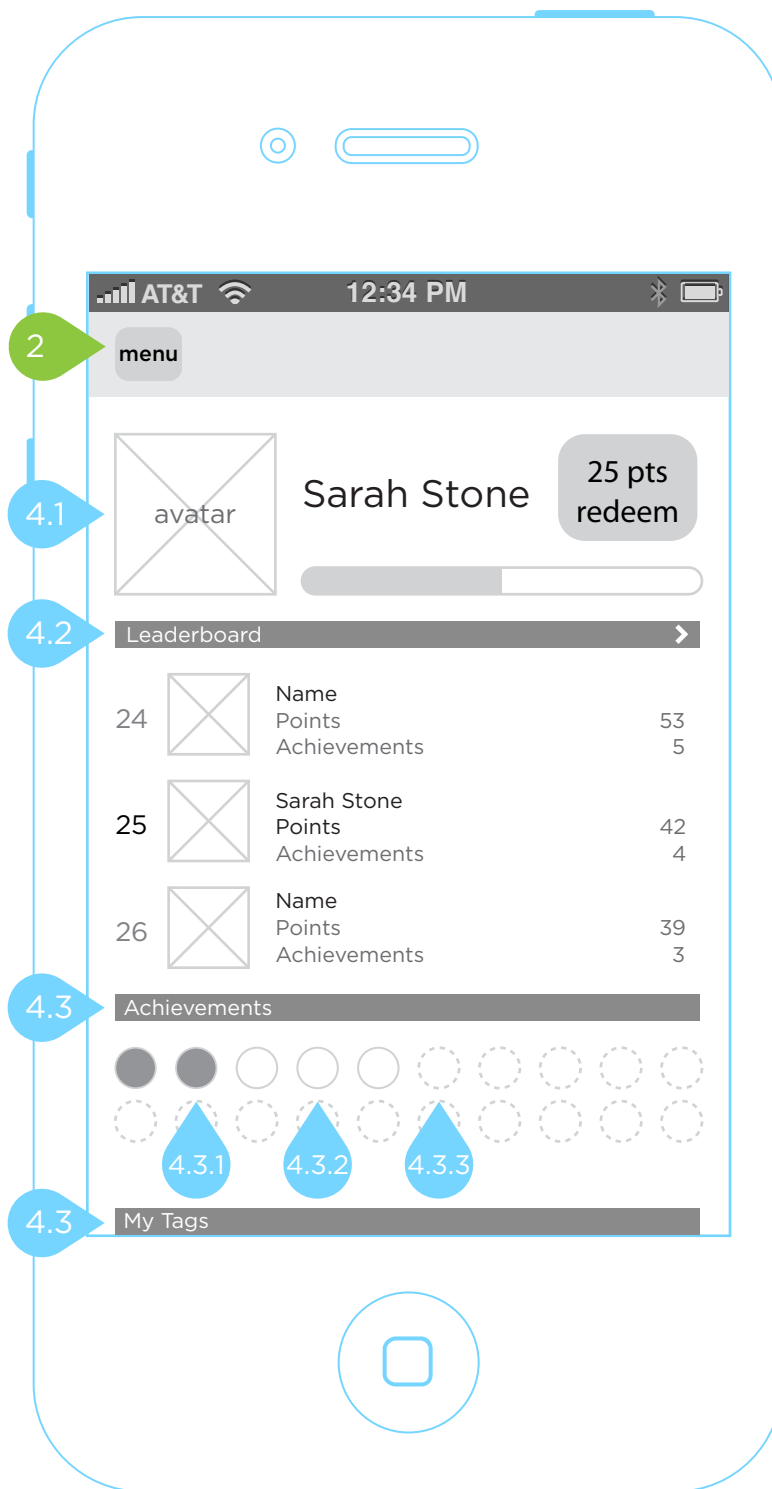 AT&T 12:34 PM
2
menu
4.1
avatar
Sarah Stone
25 pts
redeem
4.2
Leaderboard
24
Name
Points 53
Achievements 5
25
Sarah Stone
Points 42
Achievements 4
26
Name
Points 39
Achievements 3
4.3
Achievements
4.3.1 4.3.2 4.3.3
4.3
My Tags